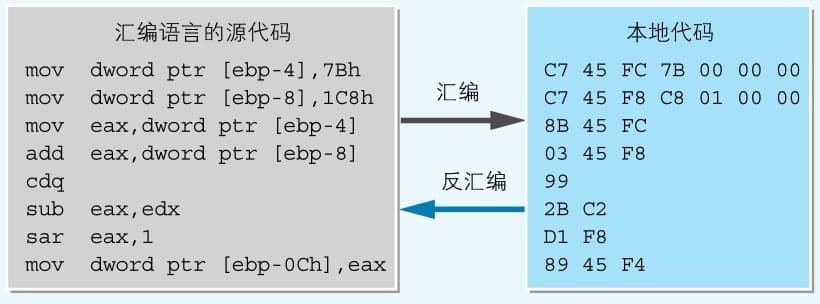 汇编语言的源代码
mov  dword ptr [ebp-4],7Bh
mov  dword ptr [ebp-8],1C8h
mov  eax,dword ptr [ebp-4]
add  eax,dword ptr [ebp-8]
cdq
sub  eax,edx
sar  eax,1
mov  dword ptr [ebp-0Ch],eax
汇编
反汇编
本地代码
C7 45 FC 7B 00 00 00
C7 45 F8 C8 01 00 00
8B 45 FC
03 45 F8
99
2B C2
D1 F8
89 45 F4